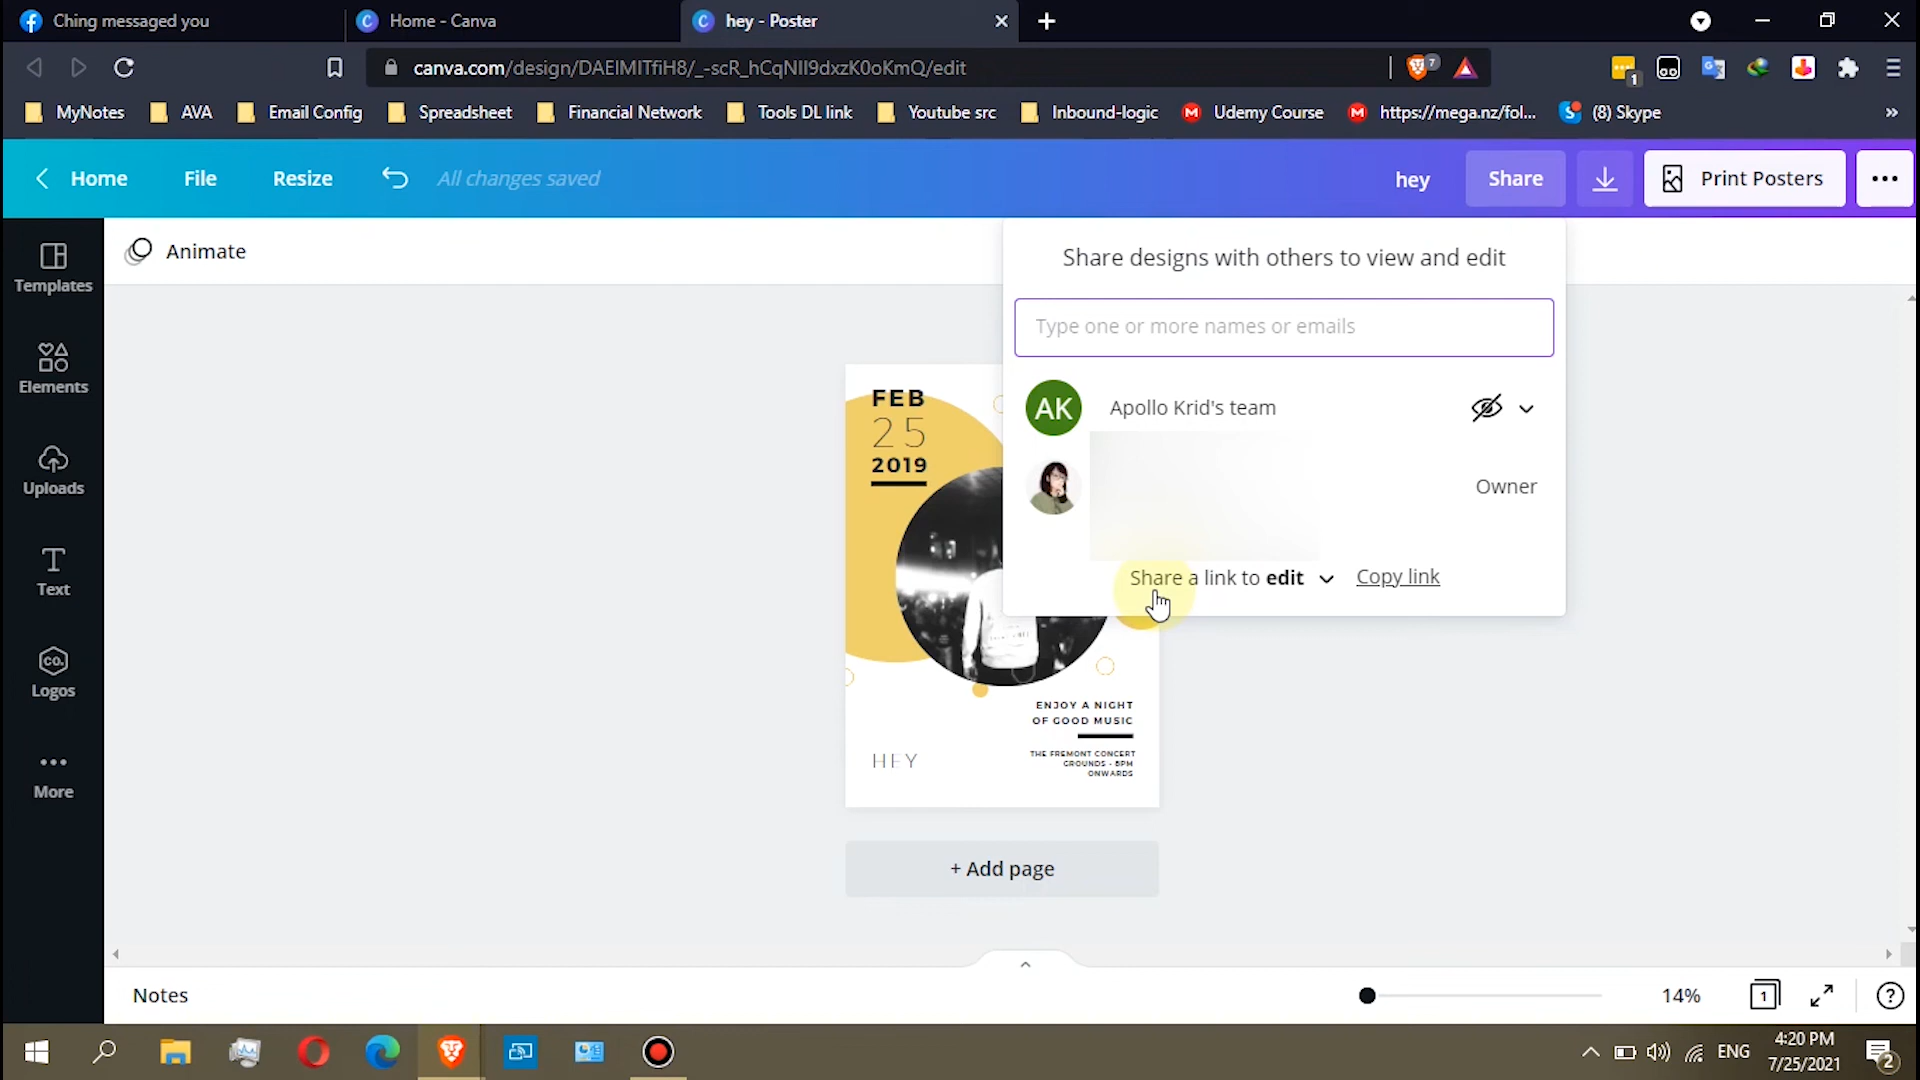 Ching messaged you
Home - Canva
hey - Poster
canva.com/design/DAEIMITfiH8/_-scR_hCqNII9dxzK0oKmQ/edit
7
1
MyNotes
AVA
Email Config
Spreadsheet
Financial Network
Tools DL link
Youtube src
Inbound-logic
Udemy Course
https://mega.nz/fol...
(8) Skype
Home
File
Resize
All changes saved
hey
Share
Print Posters
Animate
Templates
Elements
Uploads
Text
CO.
Logos
More
Share designs with others to view and edit
Type one or more names or emails
AK
Apollo Krid's team
Owner
Share a link to edit
Copy link
FEB
25
2019
ENJOY A NIGHT
OF GOOD MUSIC
HEY
THE FREMONT CONCERT
GROUNDS - 8PM
ONWARDS
+ Add page
Notes
14%
1
?
ENG
4:20 PM
7/25/2021
2